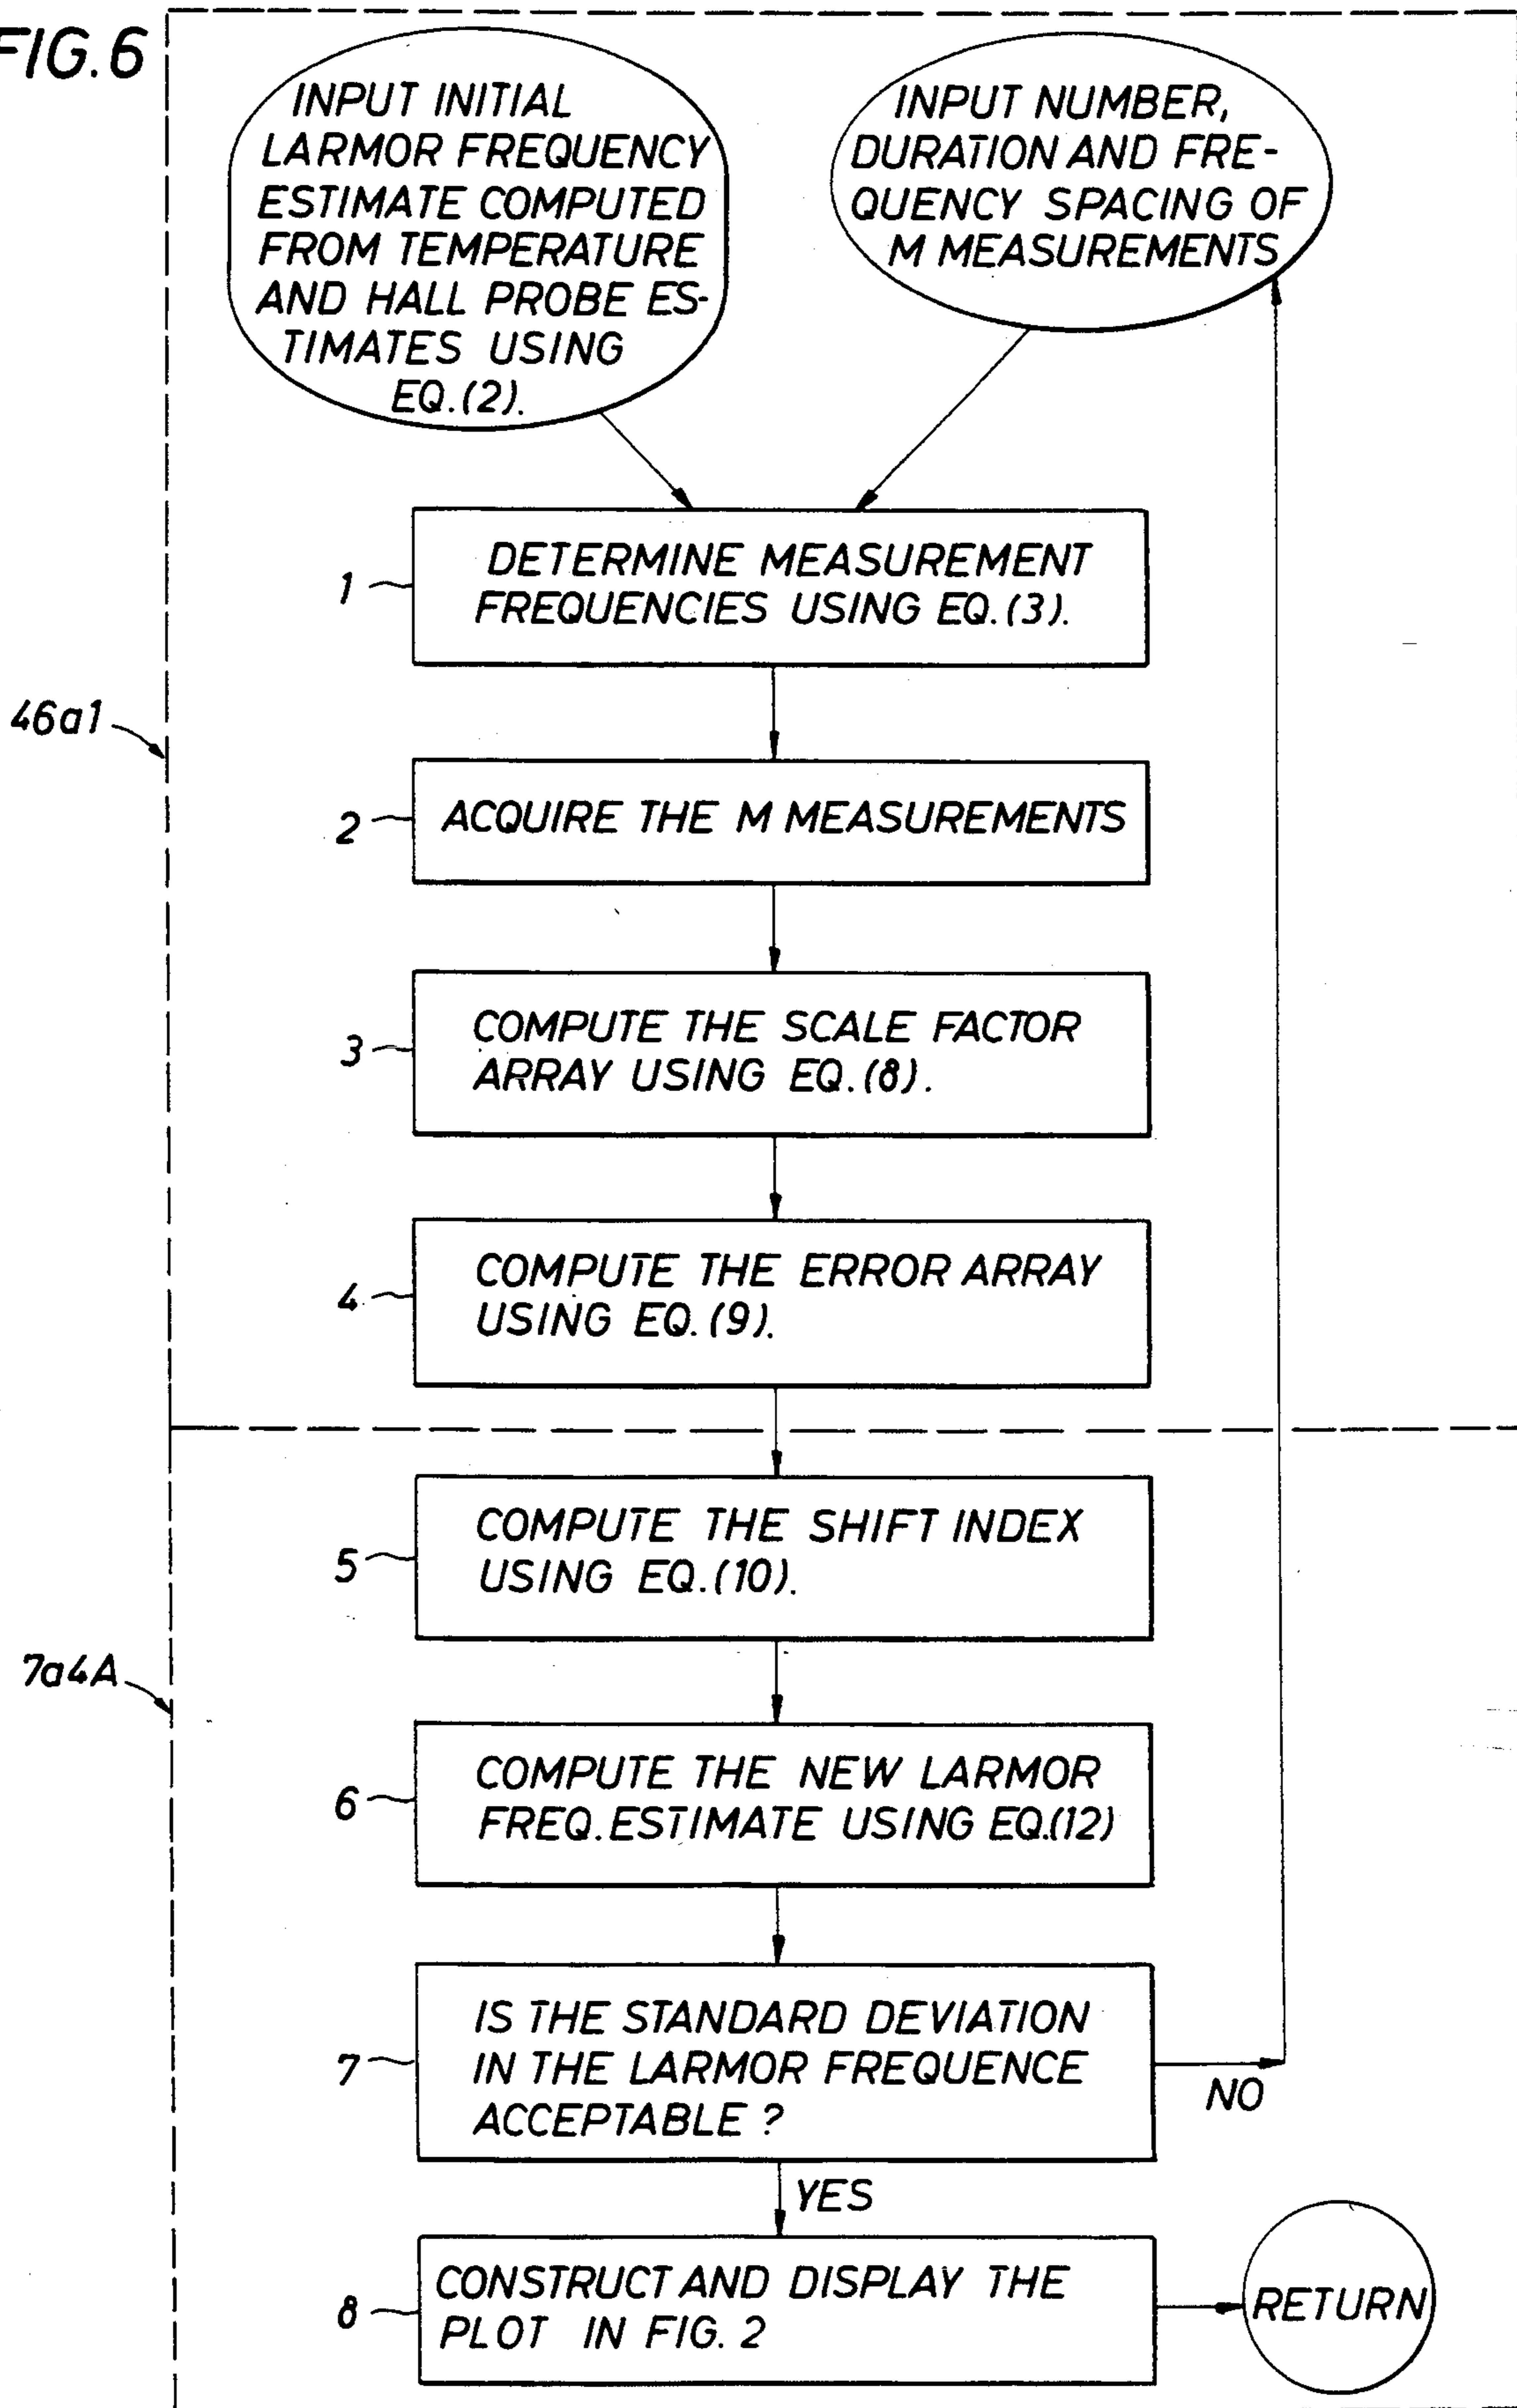 FIG.6
INPUT INITIAL
LARMOR FREQUENCY
ESTIMATE COMPUTED
FROM TEMPERATURE
AND HALL PROBE ES-
TIMATES USING
EQ.(2).
INPUT NUMBER,
DURATION AND FRE-
QUENCY SPACING OF
M MEASUREMENTS
1
DETERMINE MEASUREMENT
FREQUENCIES USING EQ.(3).
46a1
2
ACQUIRE THE M MEASUREMENTS
3
COMPUTE THE SCALE FACTOR
ARRAY USING EQ.(8).
4
COMPUTE THE ERROR ARRAY
USING EQ.(9).
5
COMPUTE THE SHIFT INDEX
USING EQ.(10).
7a4A
6
COMPUTE THE NEW LARMOR
FREQ.ESTIMATE USING EQ.(12)
7
IS THE STANDARD DEVIATION
IN THE LARMOR FREQUENCE
ACCEPTABLE ?
NO
YES
8
CONSTRUCT AND DISPLAY THE
PLOT IN FIG. 2
RETURN